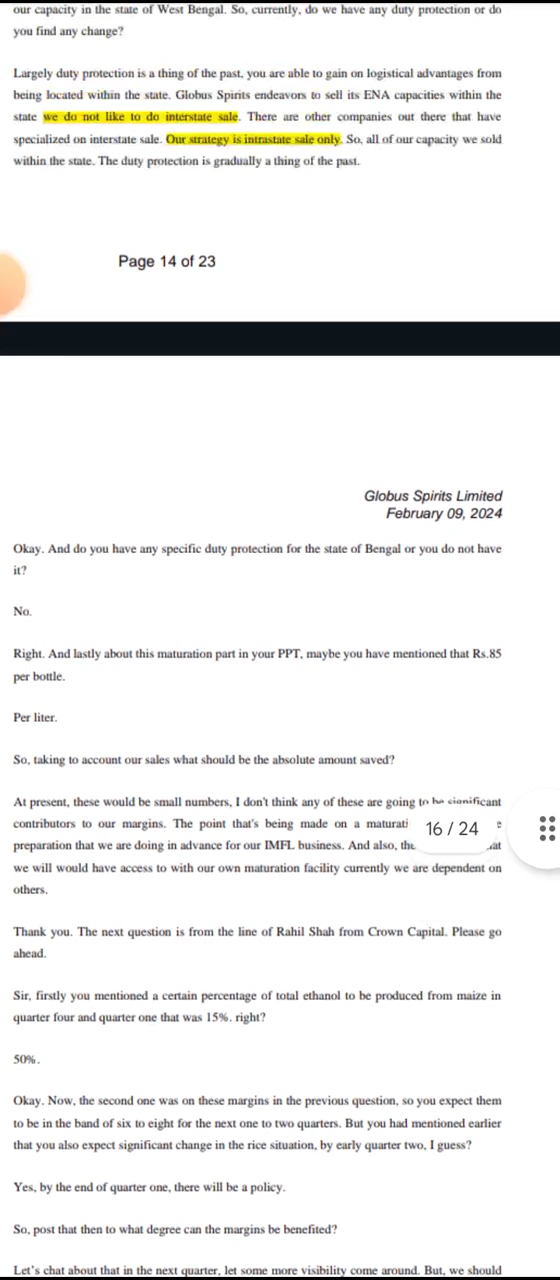 our capacity in the state of West Bengal. So, currently, do we have any duty protection or do
you find any change?
Largely duty protection is a thing of the past, you are able to gain on logistical advantages from
being located within the state. Globus Spirits endeavors to sell its ENA capacities within the
state we do not like to do interstate sale. There are other companies out there that have
specialized on interstate sale. Our strategy is intrastate sale only. So, all of our capacity we sold
within the state. The duty protection is gradually a thing of the past.
Page 14 of 23
Globus Spirits Limited
February 09, 2024
Okay. And do you have any specific duty protection for the state of Bengal or you do not have
it?
No.
Right. And lastly about this maturation part in your PPT, maybe you have mentioned that Rs.85
per bottle.
Per liter.
So, taking to account our sales what should be the absolute amount saved?
At present, these would be small numbers, I don't think any of these are going to be significant
contributors to our margins. The point that's being made on a maturati
16 / 24
preparation that we are doing in advance for our IMFL business. And also,
we will would have access to with our own maturation facility currently we are dependent on
others.
Thank you. The next question is from the line of Rahil Shah from Crown Capital. Please go
ahead.
Sir, firstly you mentioned a certain percentage of total ethanol to be produced from maize in
quarter four and quarter one that was 15%. right?
50%.
Okay. Now, the second one was on these margins in the previous question, so you expect them
to be in the band of six to eight for the next one to two quarters. But you had mentioned earlier
that you also expect significant change in the rice situation, by early quarter two, I guess?
Yes, by the end of quarter one, there will be a policy.
So, post that then to what degree can the margins be benefited?
Let's chat about that in the next quarter, let some more visibility come around. But, we should